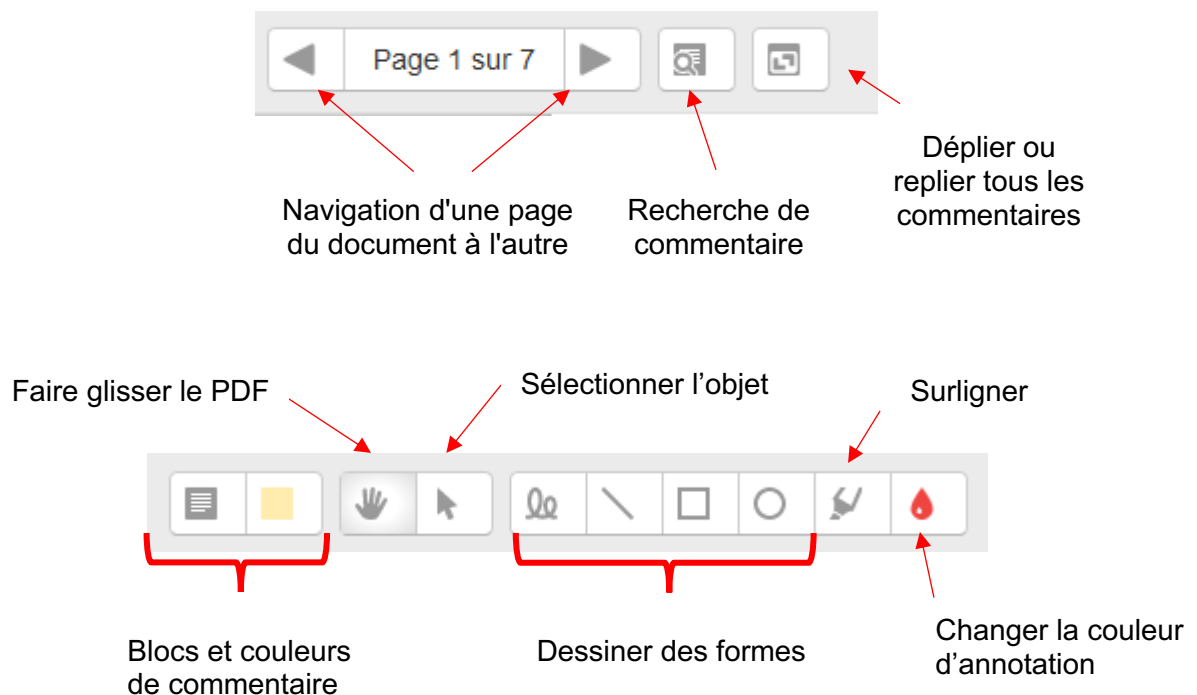 Page 1 sur 7
Navigation d'une page
du document à l'autre
Recherche de
commentaire
Déplier ou
replier tous les
commentaires
Faire glisser le PDF
Sélectionner l’objet
Surligner
Blocs et couleurs
de commentaire
Dessiner des formes
Changer la couleur
d’annotation